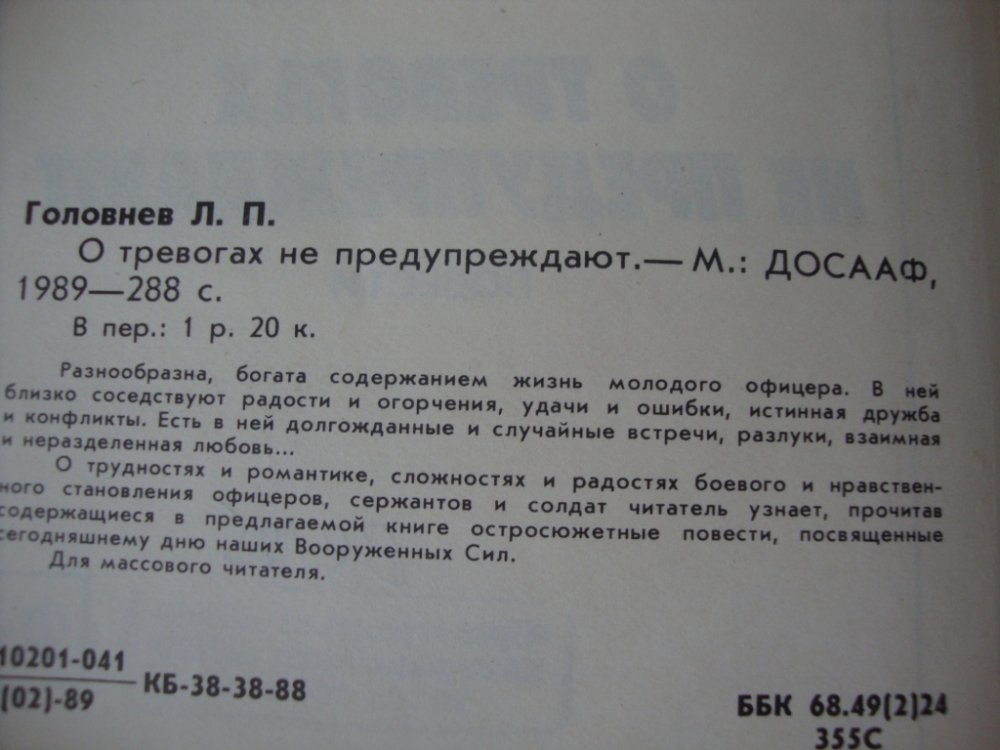 Головнев Л. П.
О тревогах не предупреждают.— М.: ДОСААФ,
1989—288 с.
В пер.: 1 р. 20 к.
Разнообразна, богата содержанием жизнь молодого офицера. В ней
близко соседствуют радости и огорчения, удачи и ошибки, истинная дружба
и конфликты. Есть в ней долгожданные и случайные встречи, разлуки, взаимная
и неразделенная любовь...
О трудностях и романтике, сложностях и радостях боевого и нравствен-
ного становления офицеров, сержантов и солдат читатель узнает, прочитав
содержащиеся в предлагаемой книге остросюжетные повести, посвященные
сегодняшнему дню наших Вооруженных Сил.
Для массового читателя.
10201-041
(02)-89
КБ-38-38-88
ББК 68.49(2)24
355С